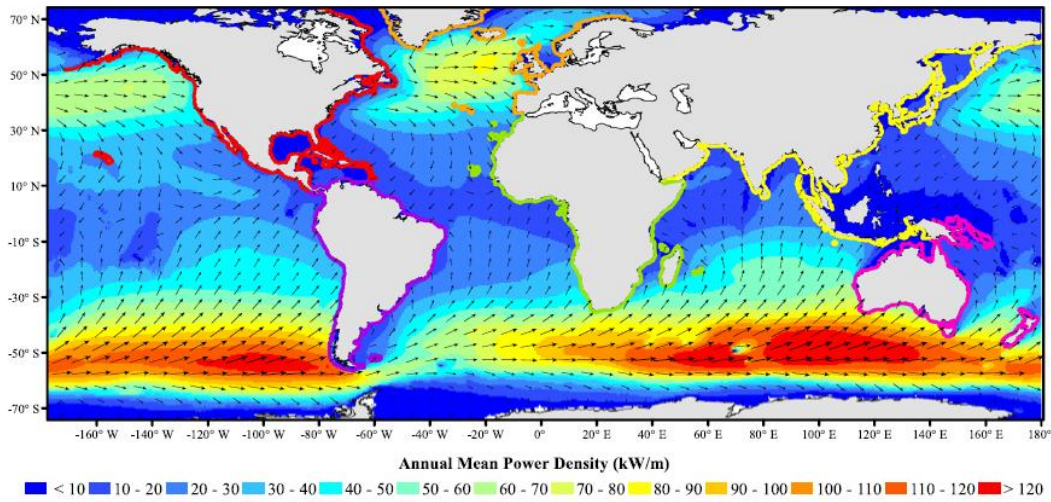 70° N
50° N
30° N
10° N
-10° S
-30° S
-50° S
-70° S
-160° W -140° W -120° W -100° W -80° W -60° W -40° W -20° W 0° 20° E 40° E 60° E 80° E 100° E 120° E 140° E 160° E 180° E
Annual Mean Power Density (kW/m)
< 10 10 - 20 20 - 30 30 - 40 40 - 50 50 - 60 60 - 70 70 - 80 80 - 90 90 - 100 100 - 110 110 - 120 > 120